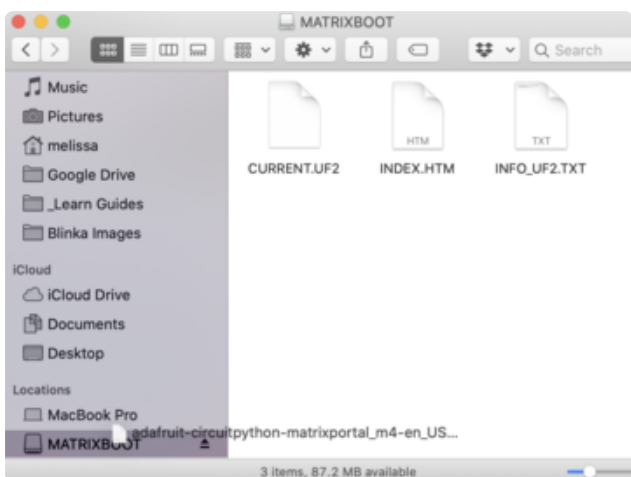 MATRIXBOOT
Search
Music
Pictures
melissa
Google Drive
_Learn Guides
Blinka Images
iCloud
iCloud Drive
Documents
Desktop
Locations
MacBook Pro
MATRIXBOOT
HTM
TXT
CURRENT.UF2 INDEX.HTM INFO_UF2.TXT
adafruit-circuitpython-matrixportal_m4-en_US...
3 items, 87.2 MB available